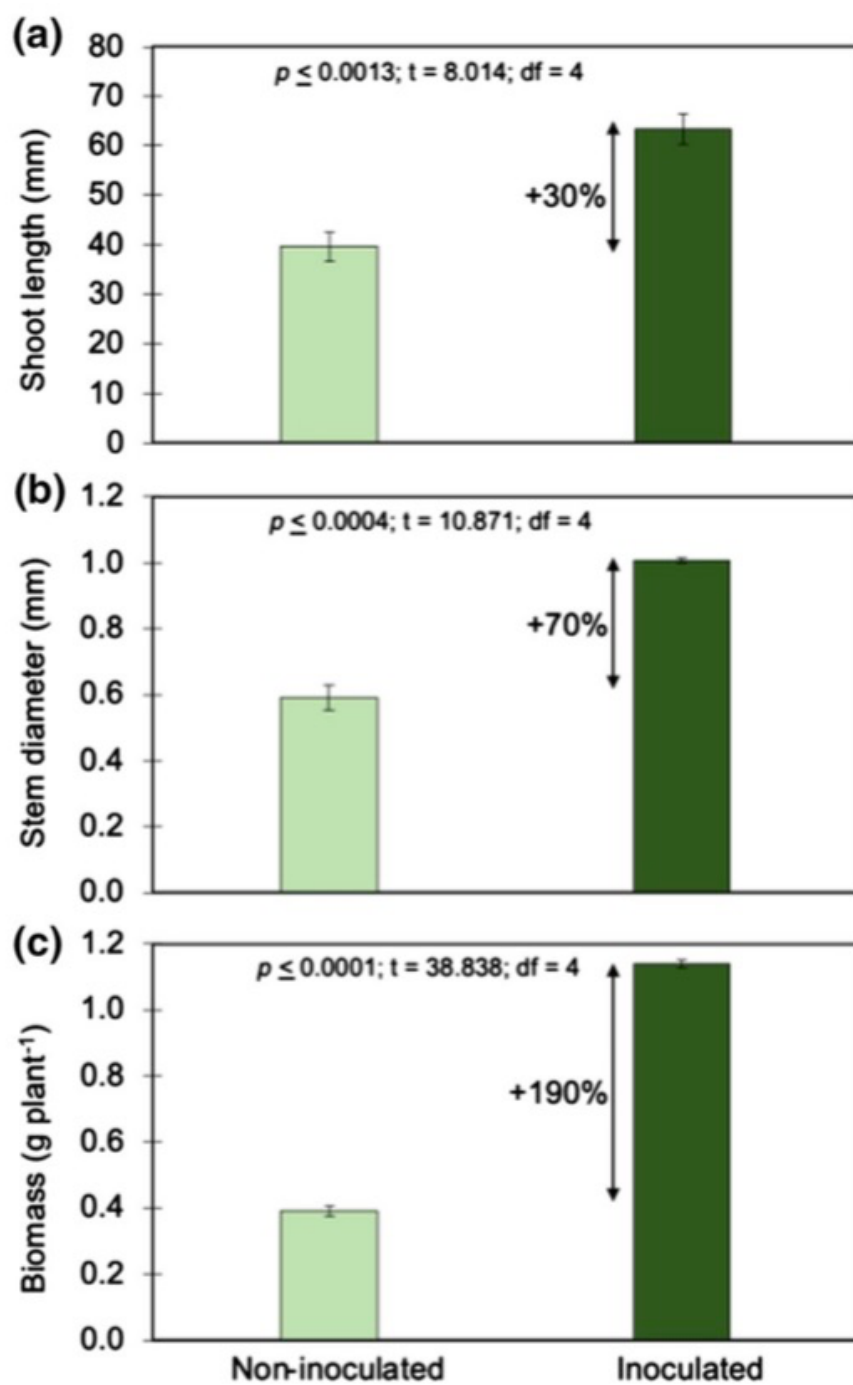 (a)
Shoot length (mm)
80
70
60
50
40
30
20
10
0
p ≤ 0.0013; t = 8.014; df = 4
+30%
(b)
Stem diameter (mm)
1.2
1.0
0.8
0.6
0.4
0.2
0.0
p ≤ 0.0004; t = 10.871; df = 4
+70%
(c)
Biomass (g plant⁻¹)
1.2
1.0
0.8
0.6
0.4
0.2
0.0
p ≤ 0.0001; t = 38.838; df = 4
+190%
Non-inoculated
Inoculated